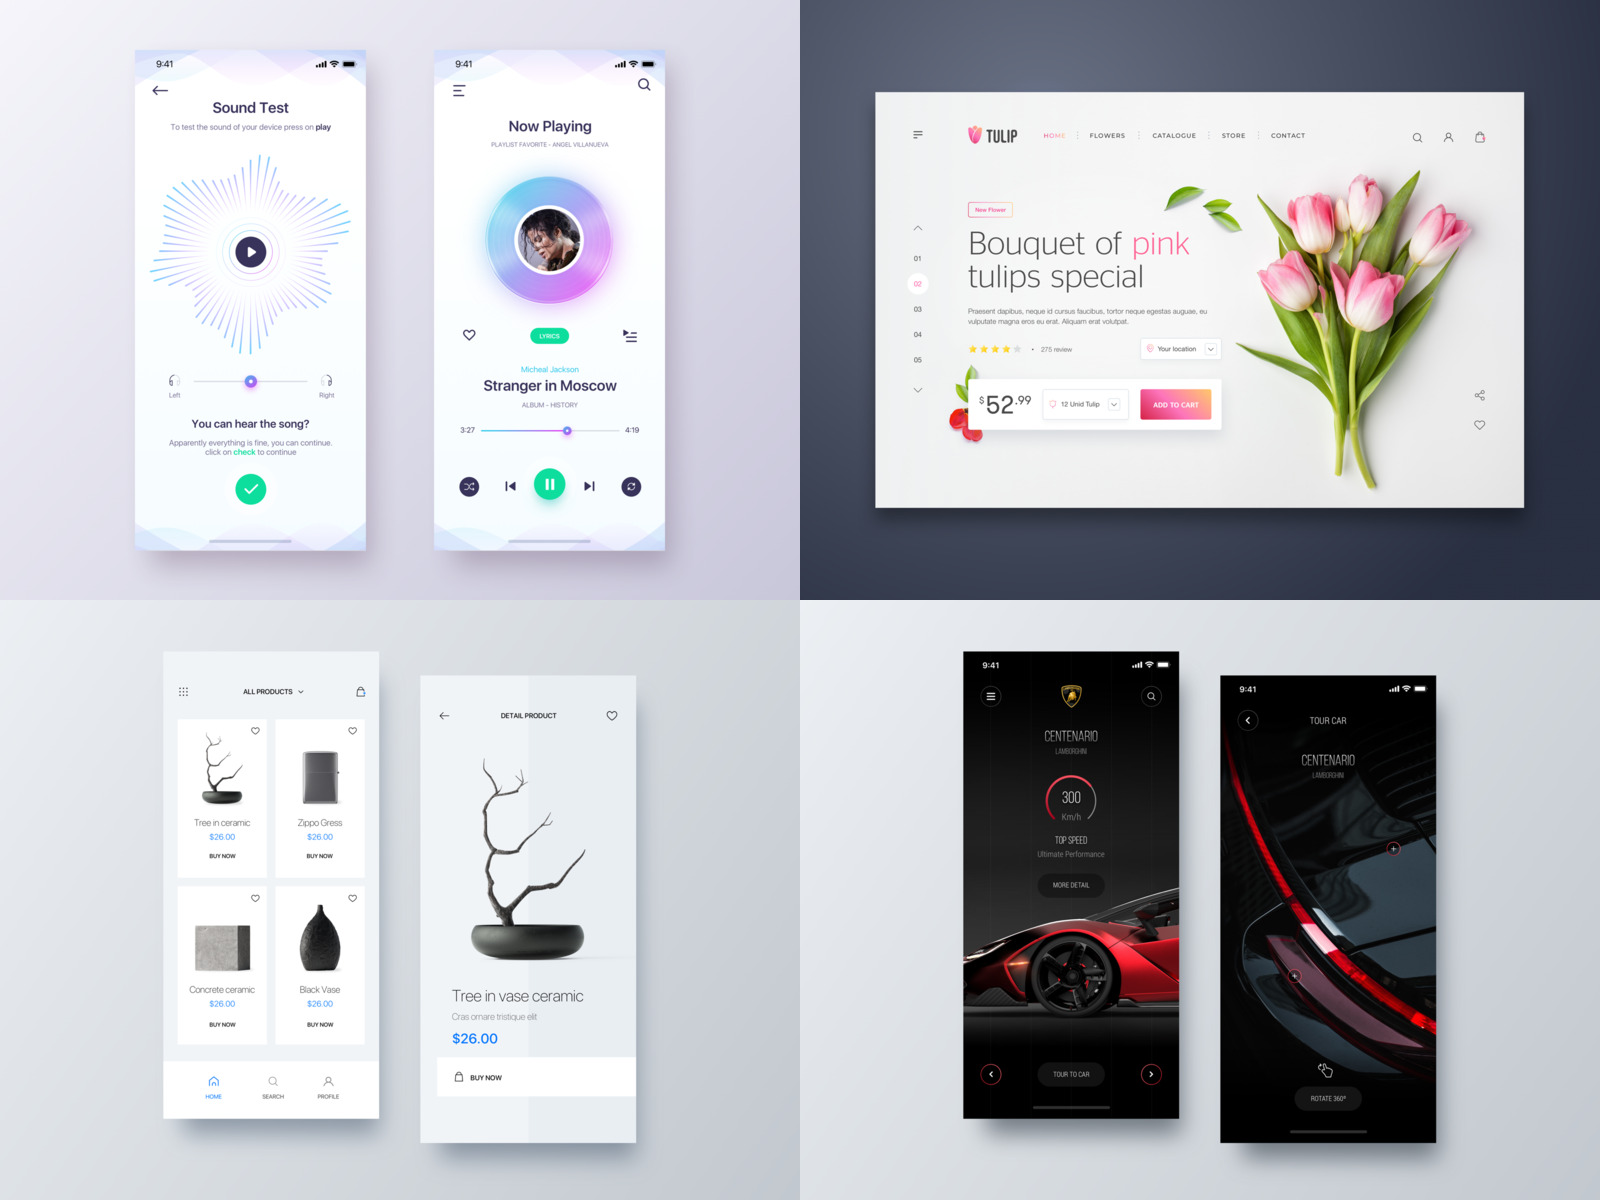 9:41
Sound Test
To test the sound of your device press on play
Left
Right
You can hear the song?
Apparently everything is fine, you can continue.
click on check to continue
9:41
Now Playing
PLAYLIST FAVORITE - ANGEL VILLANUEVA
LYRICS
Micheal Jackson
Stranger in Moscow
ALBUM - HISTORY
3:27
4:19
TULIP
HOME
FLOWERS
CATALOGUE
STORE
CONTACT
New Flower
Bouquet of pink
tulips special
01
02
03
04
05
Praesent dapibus, neque id cursus faucibus, tortor neque egestas auguae, eu
vulputate magna eros eu erat. Aliquam erat volutpat.
275 review
Your location
$52.99
12 Unid Tulip
ADD TO CART
ALL PRODUCTS
Tree in ceramic
$26.00
BUY NOW
Zippo Gress
$26.00
BUY NOW
Concrete ceramic
$26.00
BUY NOW
Black Vase
$26.00
BUY NOW
HOME
SEARCH
PROFILE
DETAIL PRODUCT
Tree in vase ceramic
Cras ornare tristique elit
$26.00
BUY NOW
9:41
CENTENARIO
LAMBORGHINI
300
Km/h
TOP SPEED
Ultimate Performance
MORE DETAIL
TOUR TO CAR
9:41
TOUR CAR
CENTENARIO
LAMBORGHINI
ROTATE 360º